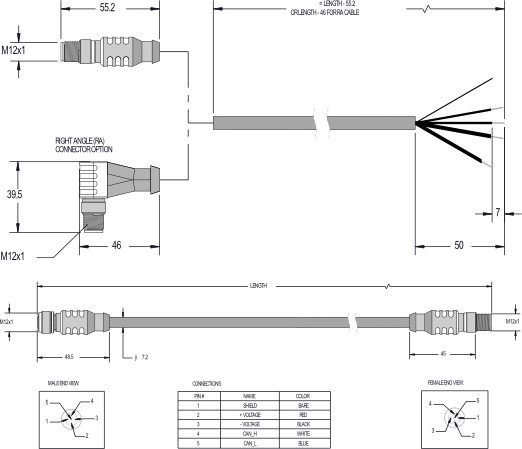 = LENGTH - 55.2
OR LENGTH - 46 FOR RA CABLE
55.2
M12x1
RIGHT ANGLE (RA)
CONNECTOR OPTION
39.5
M12x1
46
7
50
LENGTH
M12x1
M12x1
48.5
7.2
45
MALE END VIEW:
CONNECTIONS:
FEMALE END VIEW:
PIN # NAME COLOR
1 SHIELD BARE
2 + VOLTAGE RED
3 - VOLTAGE BLACK
4 CAN_H WHITE
5 CAN_L BLUE
5 4
1 3
2
4 5
1
3 2